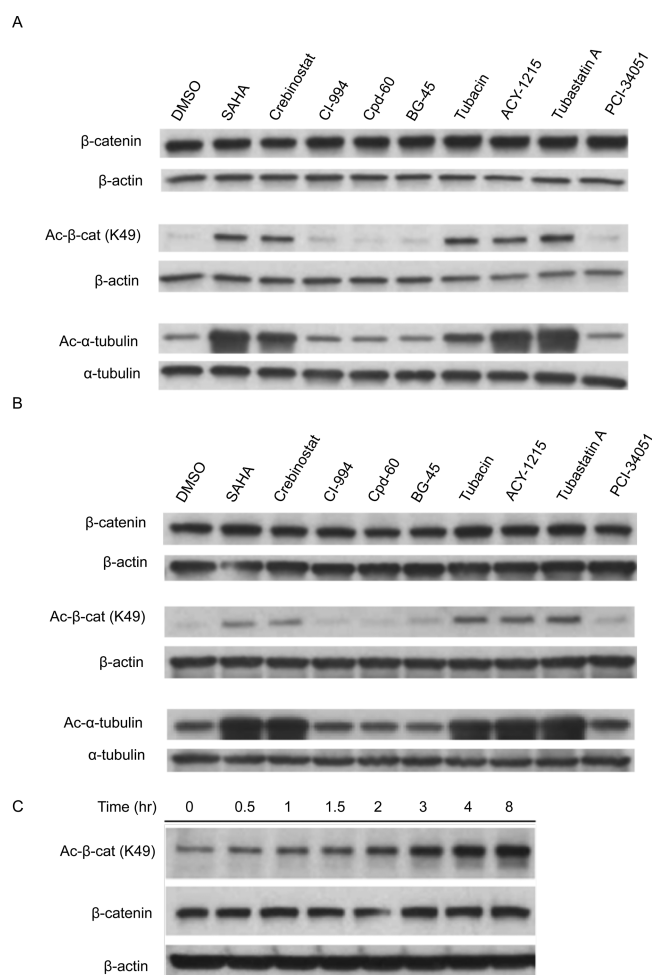 A
DMSO SAHA Crebinostat CI-994 Cpd-60 BG-45 Tubacin ACY-1215 Tubastatin A PCI-34051
β-catenin
β-actin
Ac-β-cat (K49)
β-actin
Ac-α-tubulin
α-tubulin
B
DMSO SAHA Crebinostat CI-994 Cpd-60 BG-45 Tubacin ACY-1215 Tubastatin A PCI-34051
β-catenin
β-actin
Ac-β-cat (K49)
β-actin
Ac-α-tubulin
α-tubulin
C Time (hr) 0 0.5 1 1.5 2 3 4 8
Ac-β-cat (K49)
β-catenin
β-actin